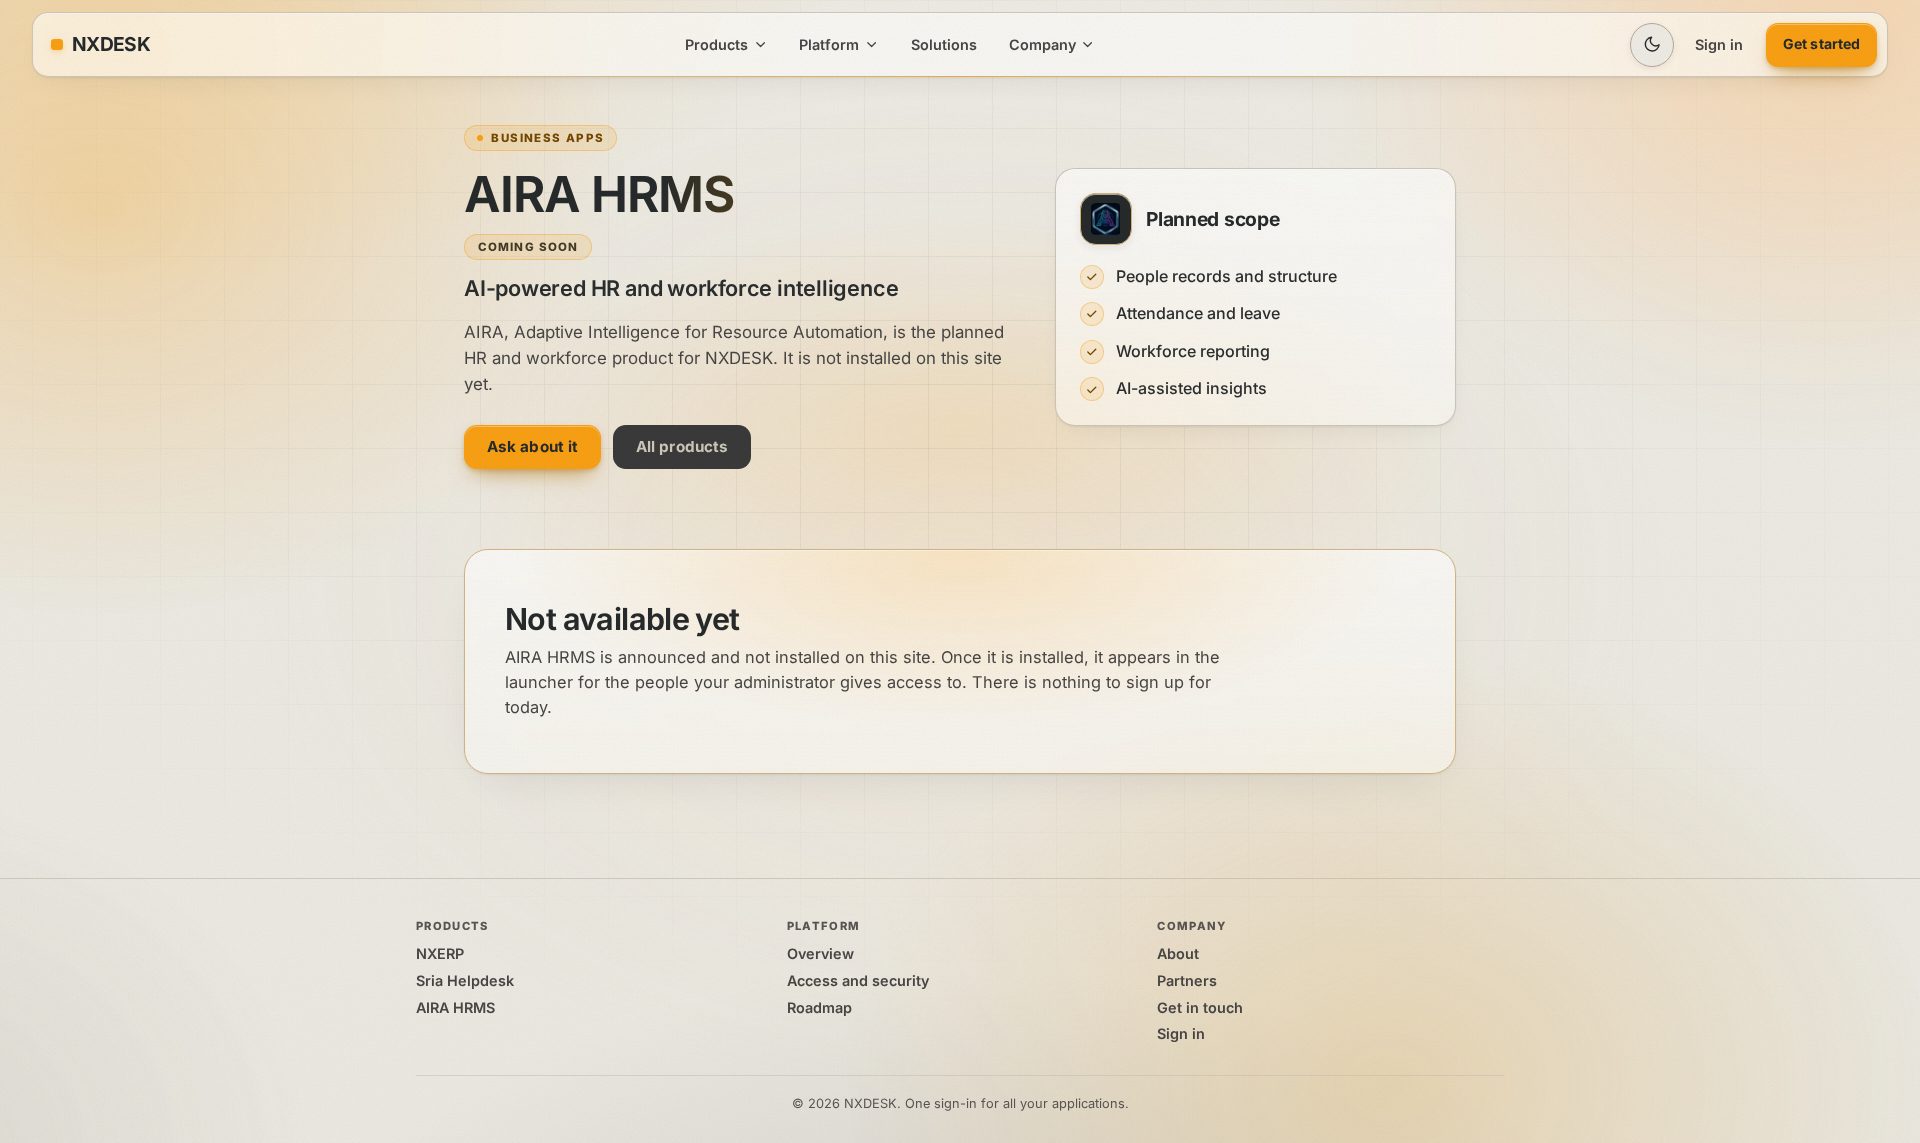 NXDESK
Products
Platform
Solutions
Company
Sign in
Get started
BUSINESS APPS
AIRA HRMS
COMING SOON
AI-powered HR and workforce intelligence
AIRA, Adaptive Intelligence for Resource Automation, is the planned
HR and workforce product for NXDESK. It is not installed on this site
yet.
Ask about it
All products
Planned scope
People records and structure
Attendance and leave
Workforce reporting
AI-assisted insights
Not available yet
AIRA HRMS is announced and not installed on this site. Once it is installed, it appears in the
launcher for the people your administrator gives access to. There is nothing to sign up for
today.
PRODUCTS
NXERP
Sria Helpdesk
AIRA HRMS
PLATFORM
Overview
Access and security
Roadmap
COMPANY
About
Partners
Get in touch
Sign in
© 2026 NXDESK. One sign-in for all your applications.